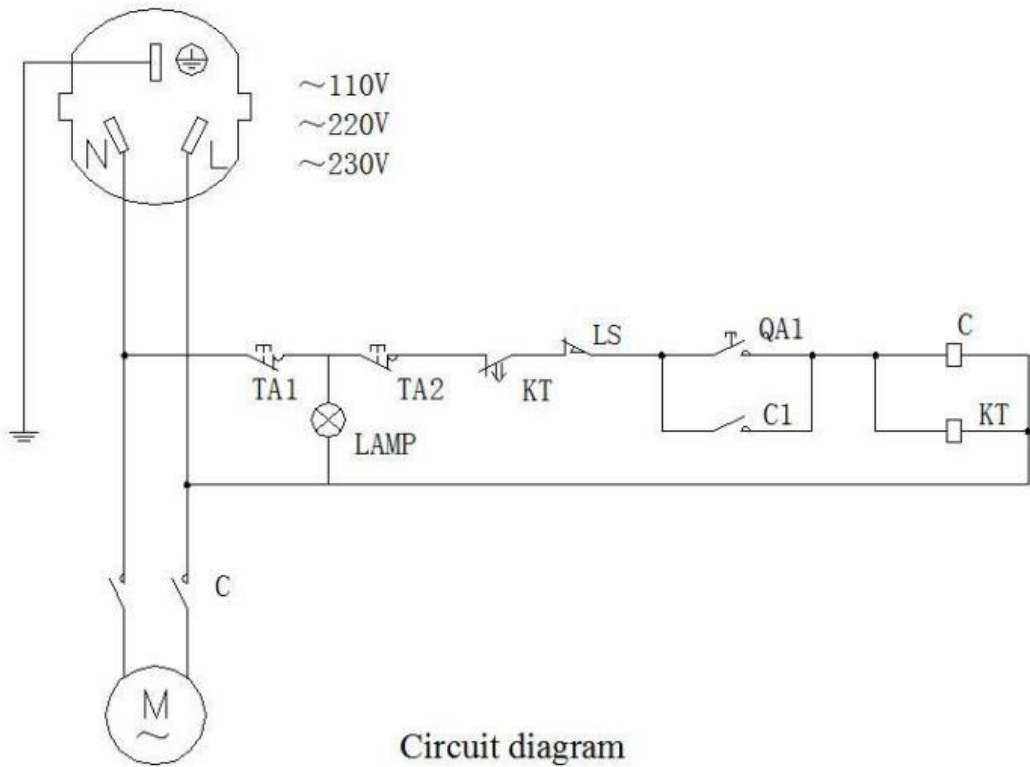 ～110V
N L ～220V
～230V
LS QA1 C
TA1 TA2 KT
C1 KT
LAMP
C
M
～
Circuit diagram